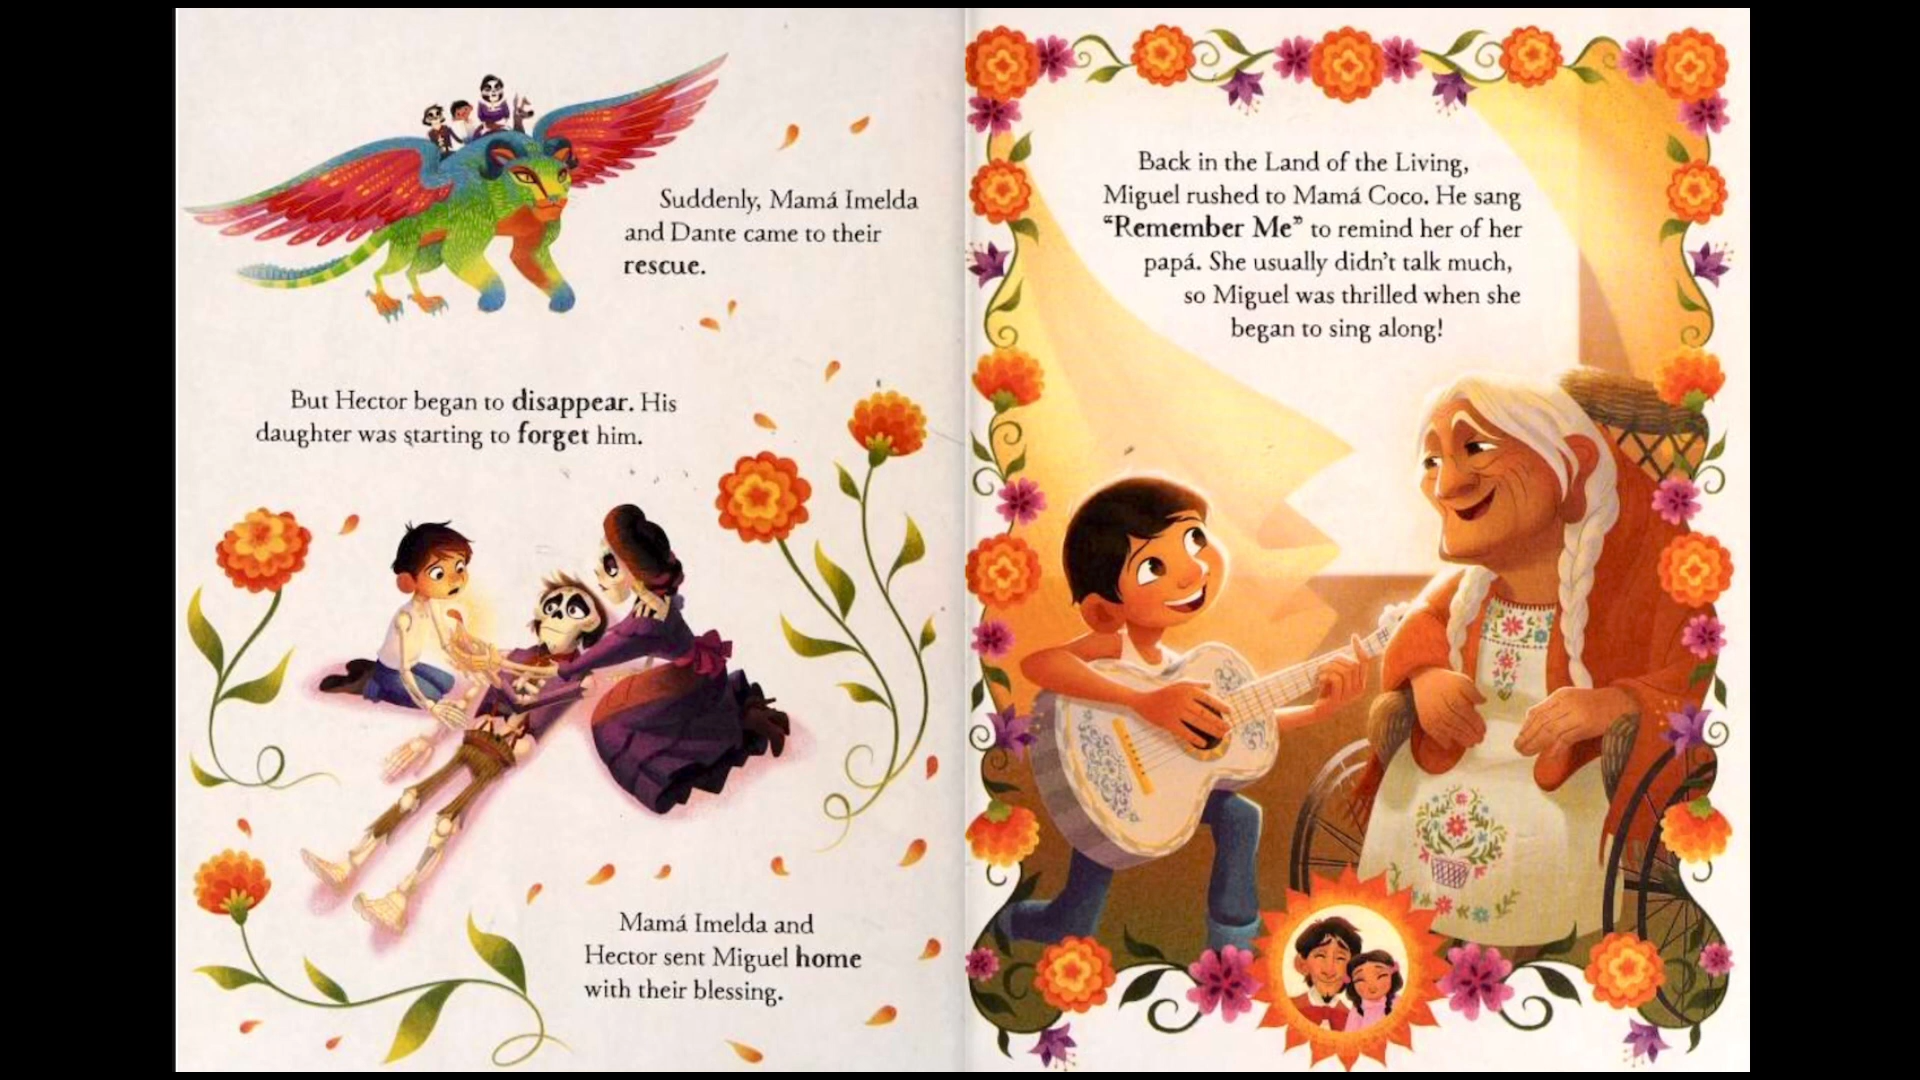 Suddenly, Mamá Imelda
and Dante came to their
rescue.
But Hector began to disappear. His
daughter was starting to forget him.
Mamá Imelda and
Hector sent Miguel home
with their blessing.
Back in the Land of the Living,
Miguel rushed to Mamá Coco. He sang
“Remember Me” to remind her of her
papá. She usually didn’t talk much,
so Miguel was thrilled when she
began to sing along!